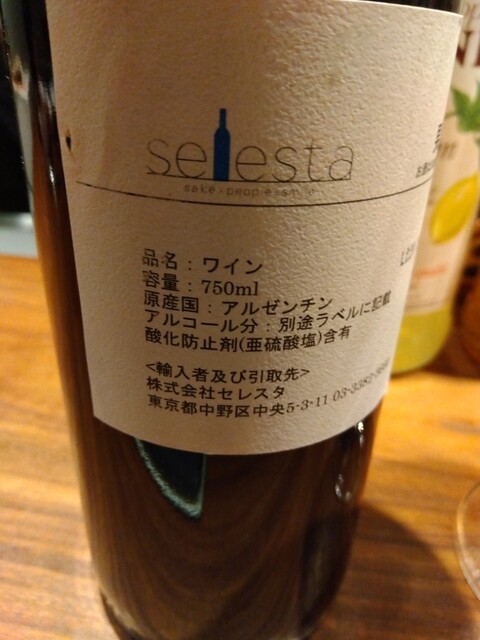 selesta
sake × people = smile
品名：ワイン
容量：750ml
原産国：アルゼンチン
アルコール分：別途ラベルに記載
酸化防止剤(亜硫酸塩)含有
<輸入者及び引取先>
株式会社セレスタ
東京都中野区中央5-3-11 03-3382-